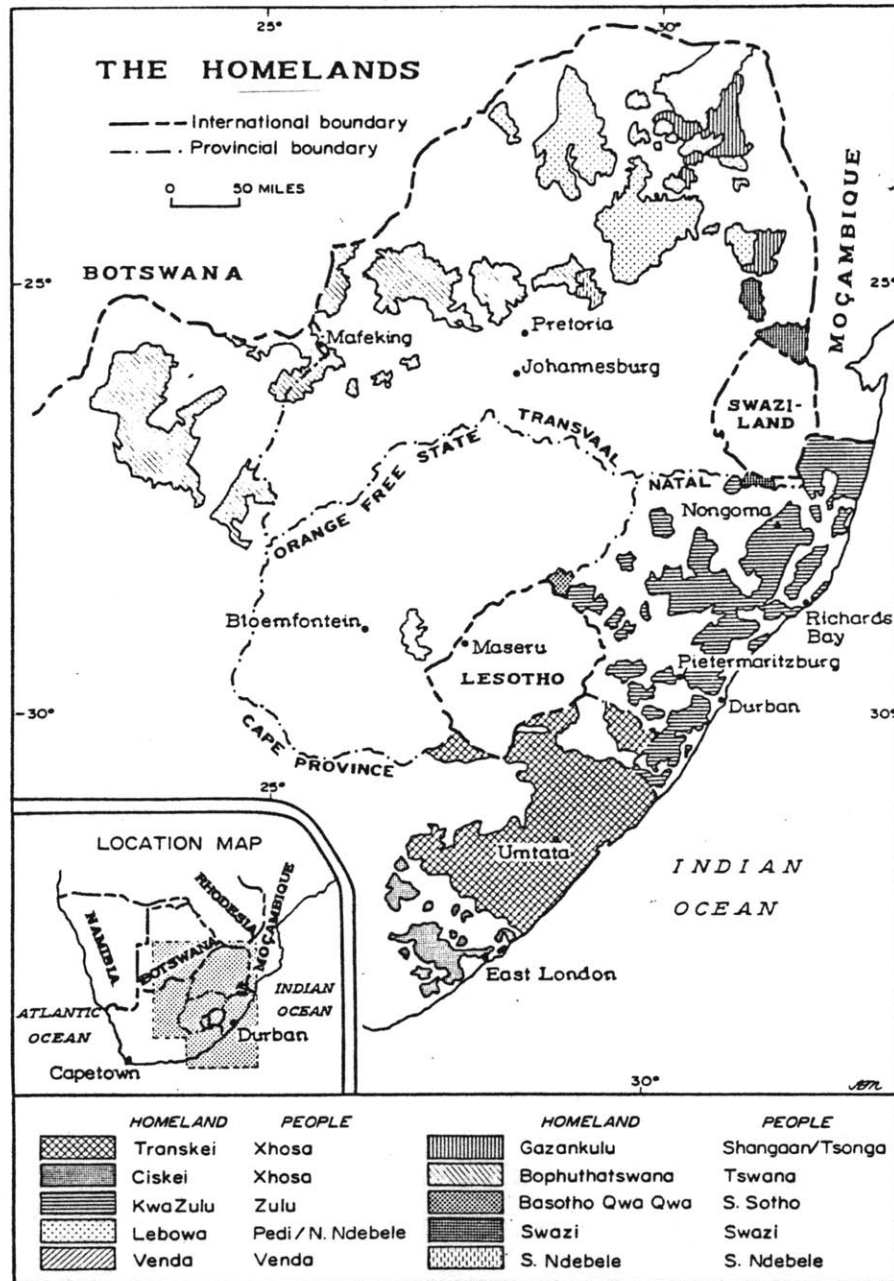 25°
30°
THE HOMELANDS
International boundary
Provincial boundary
0 50 MILES
MOÇAMBIQUE
BOTSWANA
25°
25°
Mafeking
Pretoria
Johannesburg
SWAZI-
LAND
TRANSVAAL
ORANGE FREE STATE
NATAL
Nongoma
Bloemfontein
Richards
Bay
Maseru
Pietermaritzburg
LESOTHO
Durban
30°
30°
CAPE PROVINCE
25°
LOCATION MAP
Umtata
INDIAN
OCEAN
RHODESIA
MOÇAMBIQUE
NAMIBIA
BOTSWANA
East London
INDIAN
OCEAN
ATLANTIC
OCEAN
Durban
Capetown
30°
HOMELAND PEOPLE HOMELAND PEOPLE
Transkei Xhosa Gazankulu Shangaan/Tsonga
Ciskei Xhosa Bophuthatswana Tswana
KwaZulu Zulu Basotho Qwa Qwa S. Sotho
Lebowa Pedi/N. Ndebele Swazi Swazi
Venda Venda S. Ndebele S. Ndebele